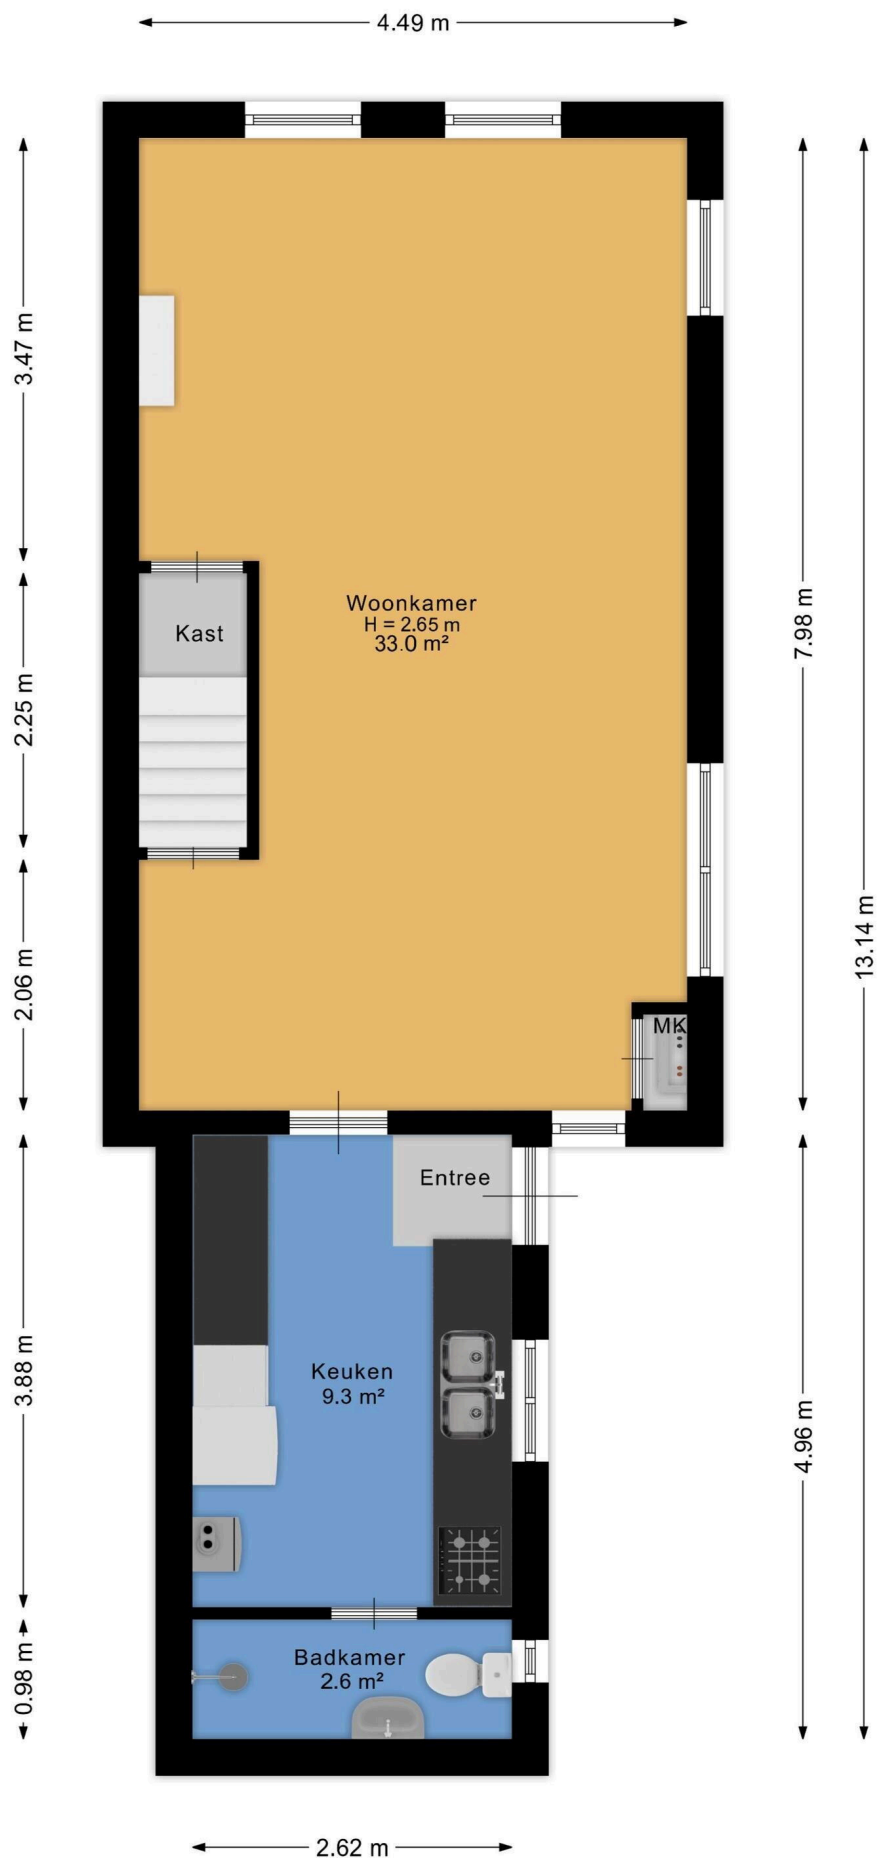 4.49 m
3.47 m
Woonkamer
H = 2.65 m
33.0 m²
Kast
7.98 m
2.25 m
13.14 m
2.06 m
MK
Entree
3.88 m
Keuken
9.3 m²
4.96 m
0.98 m
Badkamer
2.6 m²
2.62 m